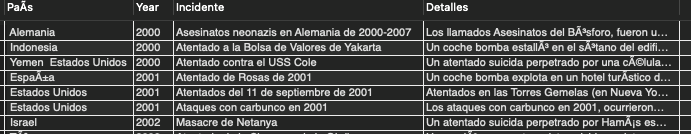 PaÃs Year Incidente Detalles
Alemania 2000 Asesinatos neonazis en Alemania de 2000-2007 Los llamados Asesinatos del BÃ³sforo, fueron u...
Indonesia 2000 Atentado a la Bolsa de Valores de Yakarta Un coche bomba estallÃ³ en el sÃ³tano del edifi...
Yemen Estados Unidos 2000 Atentado contra el USS Cole Un atentado suicida perpetrado por una cÃ©lula...
EspaÃ±a 2001 Atentado de Rosas de 2001 Un coche bomba explota en un hotel turÃstico d...
Estados Unidos 2001 Atentados del 11 de septiembre de 2001 Atentados en las Torres Gemelas (en Nueva Yo...
Estados Unidos 2001 Ataques con carbunco en 2001 Los ataques con carbunco en 2001, ocurrieron...
Israel 2002 Masacre de Netanya Un atentado suicida perpetrado por HamÃ¡s es...